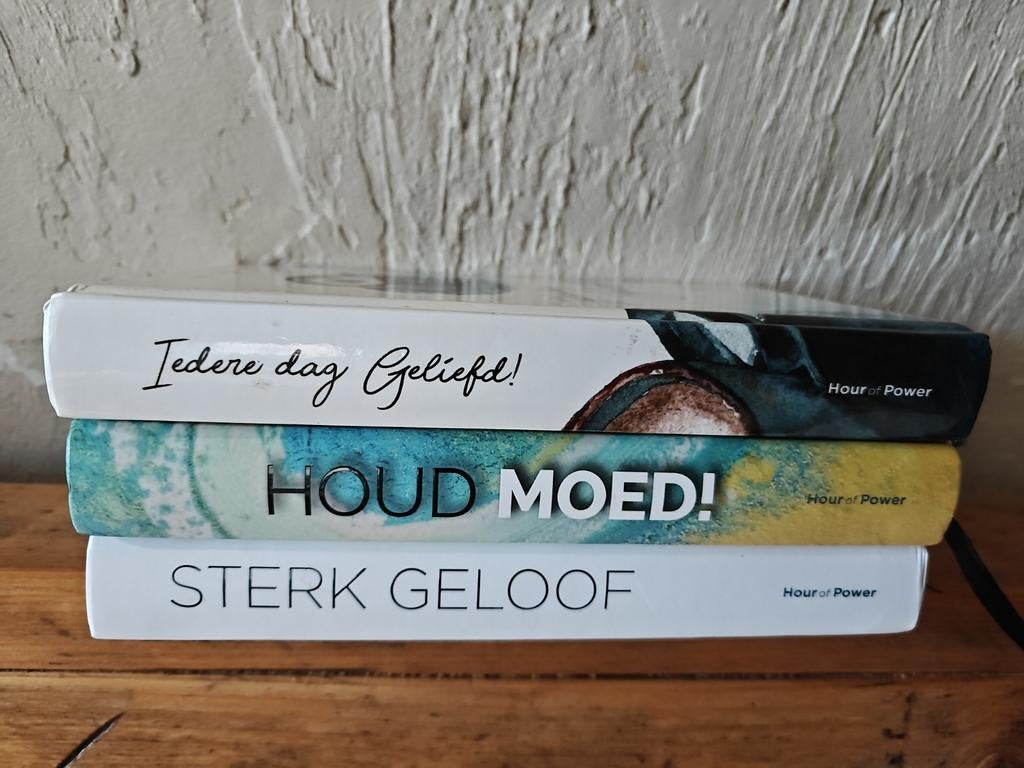 Iedere dag Geliefd!
Hour of Power
HOUD MOED!
Hour of Power
STERK GELOOF
Hour of Power